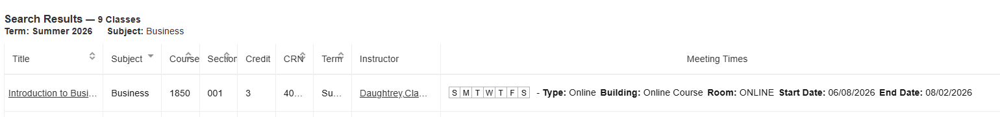 Search Results — 9 Classes
Term: Summer 2026 Subject: Business
Title Subject Course Section Credit CRN Term Instructor Meeting Times
Introduction to Busi... Business 1850 001 3 40... Su... Daughtrey,Cla... S M T W T F S - Type: Online Building: Online Course Room: ONLINE Start Date: 06/08/2026 End Date: 08/02/2026